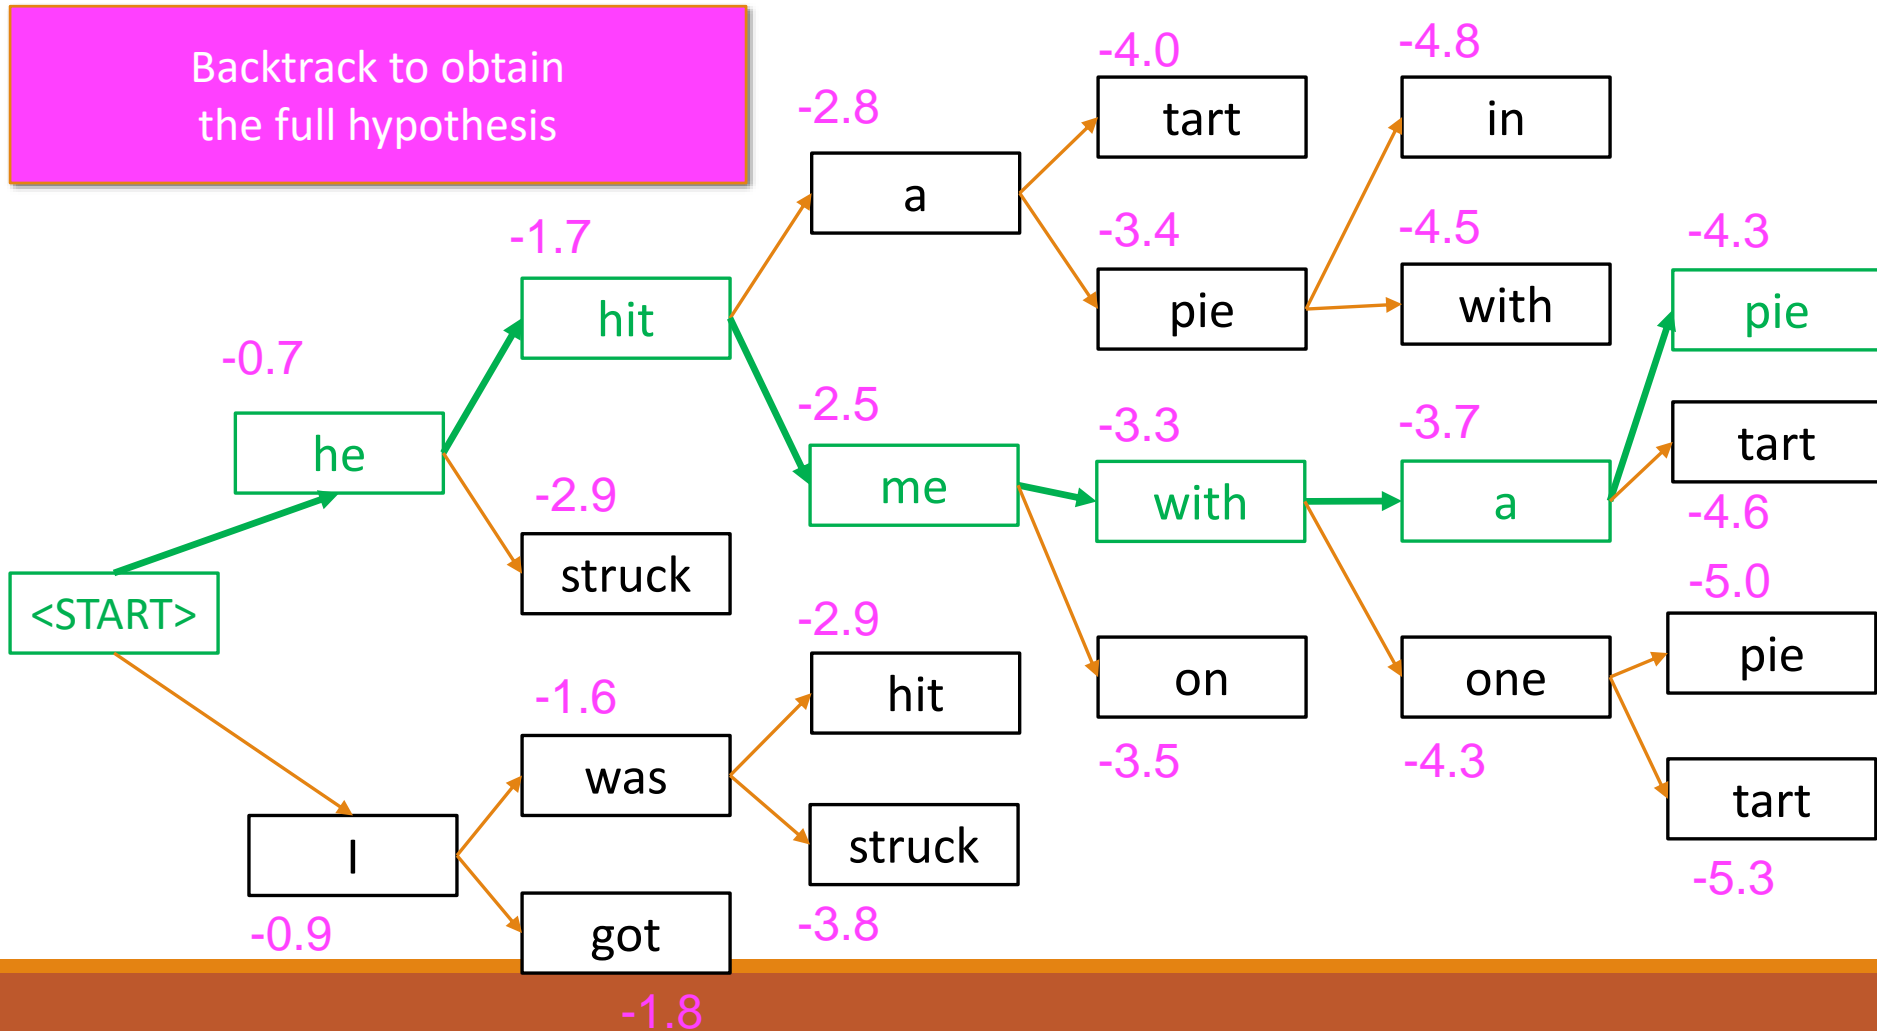 Backtrack to obtain
the full hypothesis
<START>
-0.7
he
I
-0.9
-1.7
hit
-2.9
struck
-1.6
was
got
-1.8
-2.8
a
-2.5
me
-2.9
hit
struck
-3.8
-4.0
tart
-3.4
pie
-3.3
with
on
-3.5
-4.8
in
-4.5
with
-3.7
a
one
-4.3
-4.3
pie
tart
-4.6
-5.0
pie
tart
-5.3